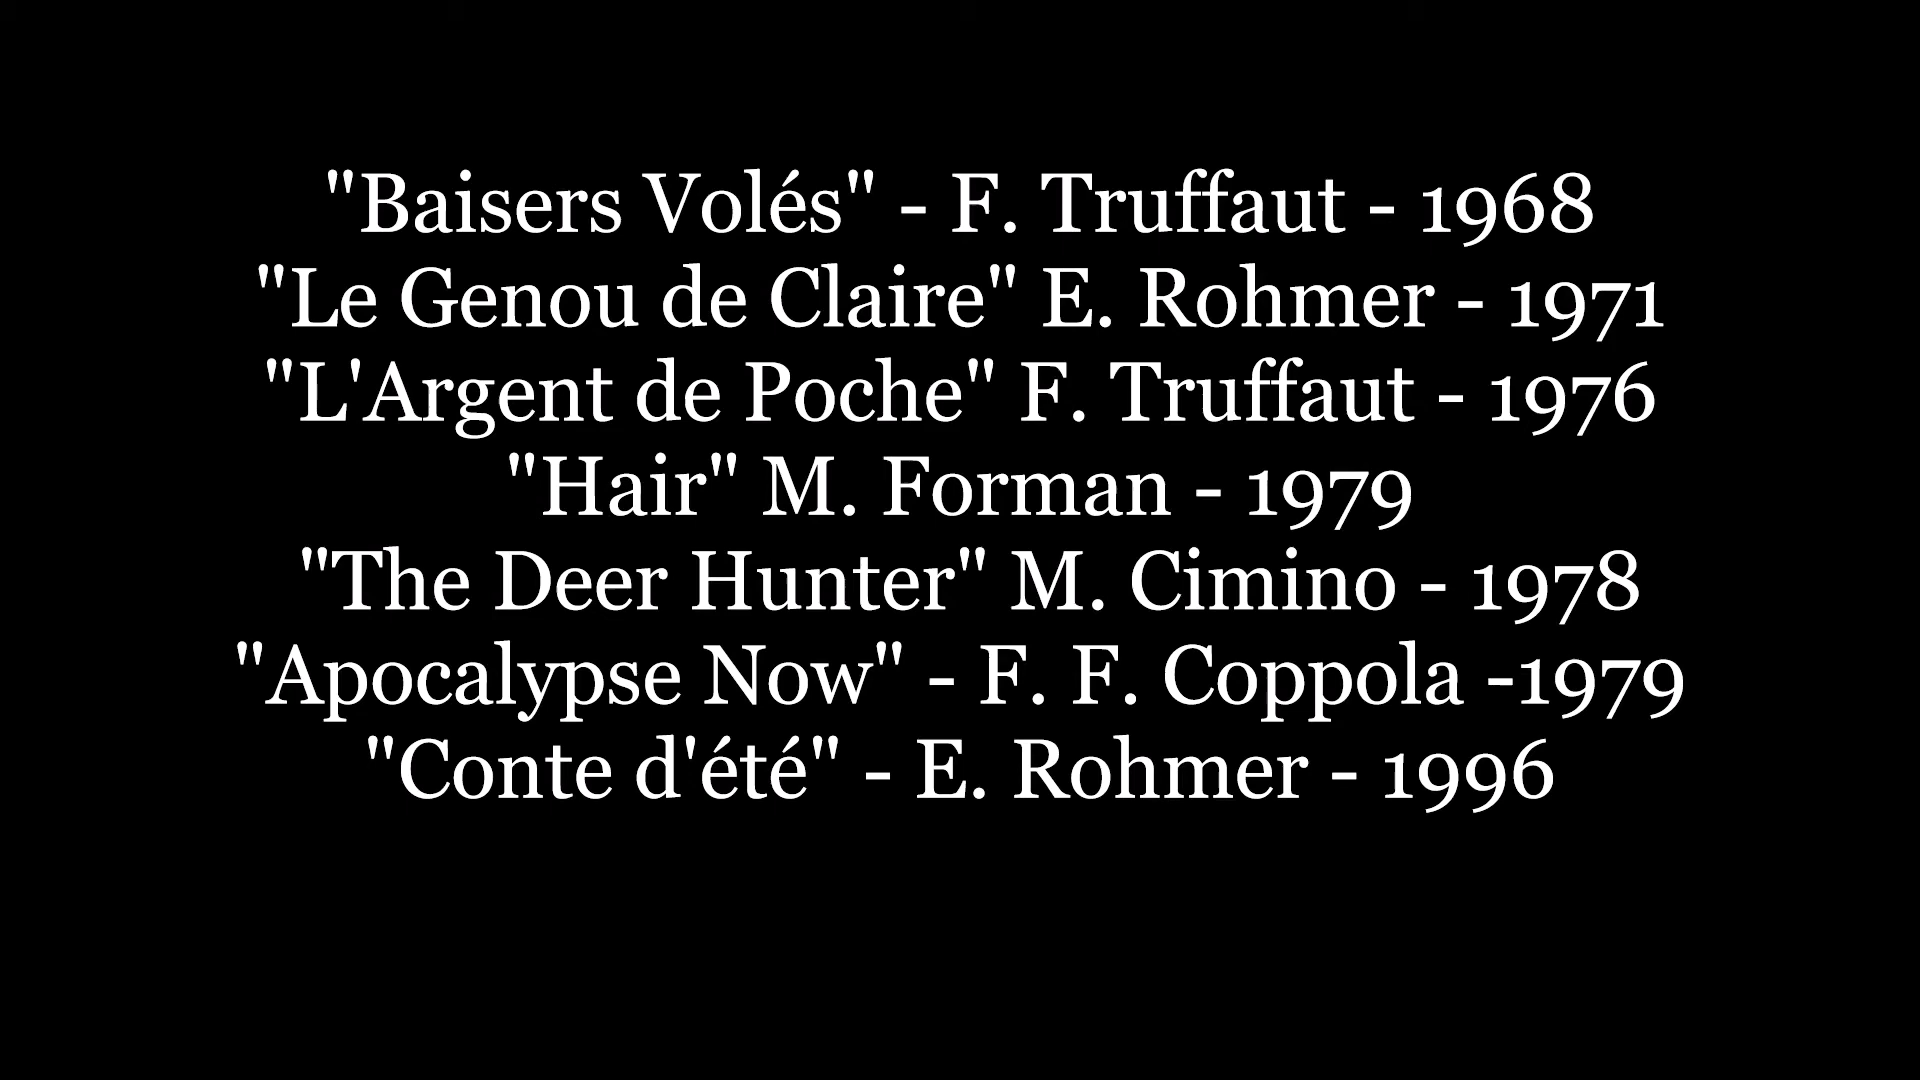 "Baisers Volés" - F. Truffaut - 1968
"Le Genou de Claire" E. Rohmer - 1971
"L'Argent de Poche" F. Truffaut - 1976
"Hair" M. Forman - 1979
"The Deer Hunter" M. Cimino - 1978
"Apocalypse Now" - F. F. Coppola -1979
"Conte d'été" - E. Rohmer - 1996